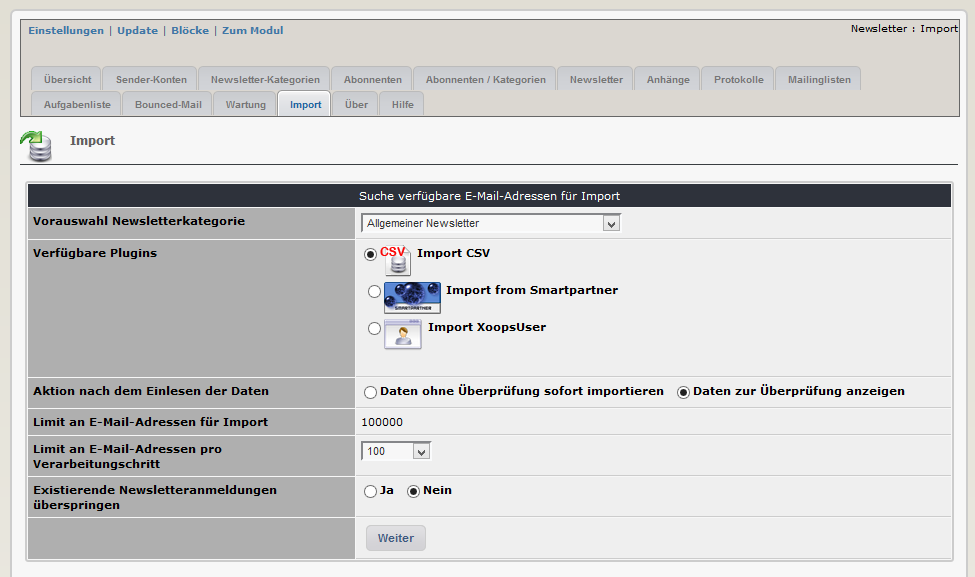 Einstellungen | Update | Blöcke | Zum Modul
Newsletter : Import
Übersicht Sender-Konten Newsletter-Kategorien Abonnenten Abonnenten / Kategorien Newsletter Anhänge Protokolle Mailinglisten
Aufgabenliste Bounced-Mail Wartung Import Über Hilfe
Import
Suche verfügbare E-Mail-Adressen für Import
Vorauswahl Newsletterkategorie
Allgemeiner Newsletter
Verfügbare Plugins
CSV Import CSV
SMARTPARTNER Import from Smartpartner
Import XoopsUser
Aktion nach dem Einlesen der Daten
Daten ohne Überprüfung sofort importieren Daten zur Überprüfung anzeigen
Limit an E-Mail-Adressen für Import
100000
Limit an E-Mail-Adressen pro
Verarbeitungschritt
100
Existierende Newsletteranmeldungen
überspringen
Ja Nein
Weiter